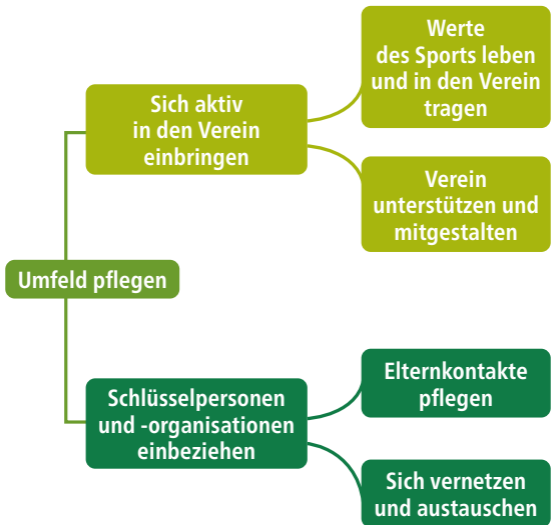 Werte
des Sports leben
und in den Verein
tragen
Sich aktiv
in den Verein
einbringen
Verein
unterstützen und
mitgestalten
Umfeld pflegen
Elternkontakte
pflegen
Schlüsselpersonen
und -organisationen
einbeziehen
Sich vernetzen
und austauschen